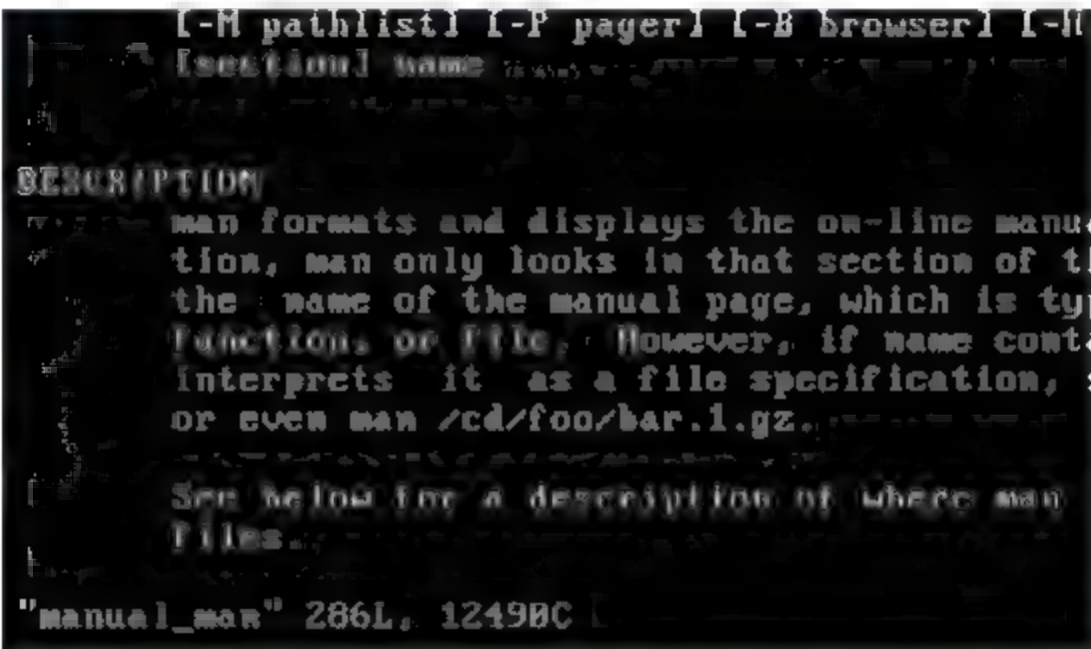 [-M pathlist] [-P pager] [-B browser] [-H
[section] name
DESCRIPTION
man formats and displays the on-line manu
tion, man only looks in that section of t
the name of the manual page, which is ty
function, or file. However, if name cont
interprets it as a file specification,
or even man /cd/foo/bar.1.gz.
See below for a description of where man
files.
"manual_man" 286L, 12490C